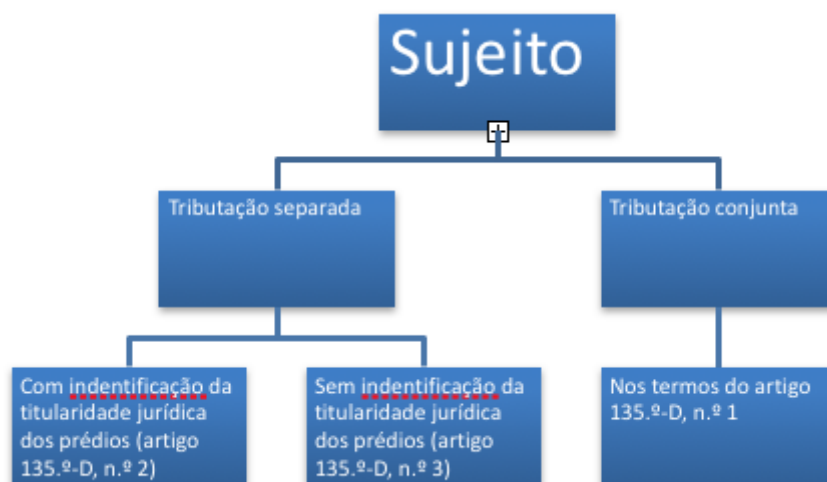 Sujeito
Tributação separada
Tributação conjunta
Com indentificação da
titularidade jurídica
dos prédios (artigo
135.º-D, n.º 2)
Sem indentificação da
titularidade jurídica
dos prédios (artigo
135.º-D, n.º 3)
Nos termos do artigo
135.º-D, n.º 1